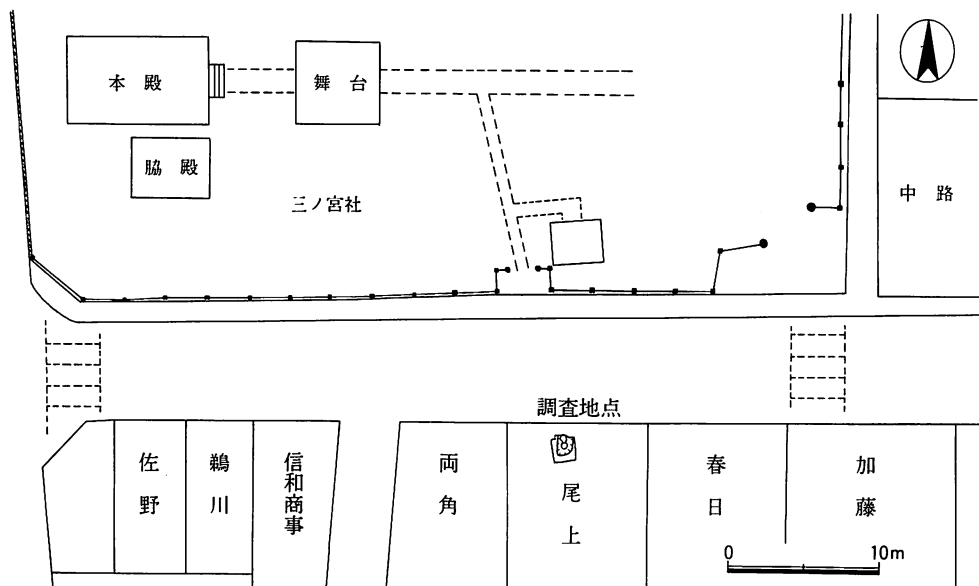 本殿
舞台
脇殿
三ノ宮社
中路
調査地点
佐野
鵜川
信和商事
両角
尾上
春日
加藤
0 10m